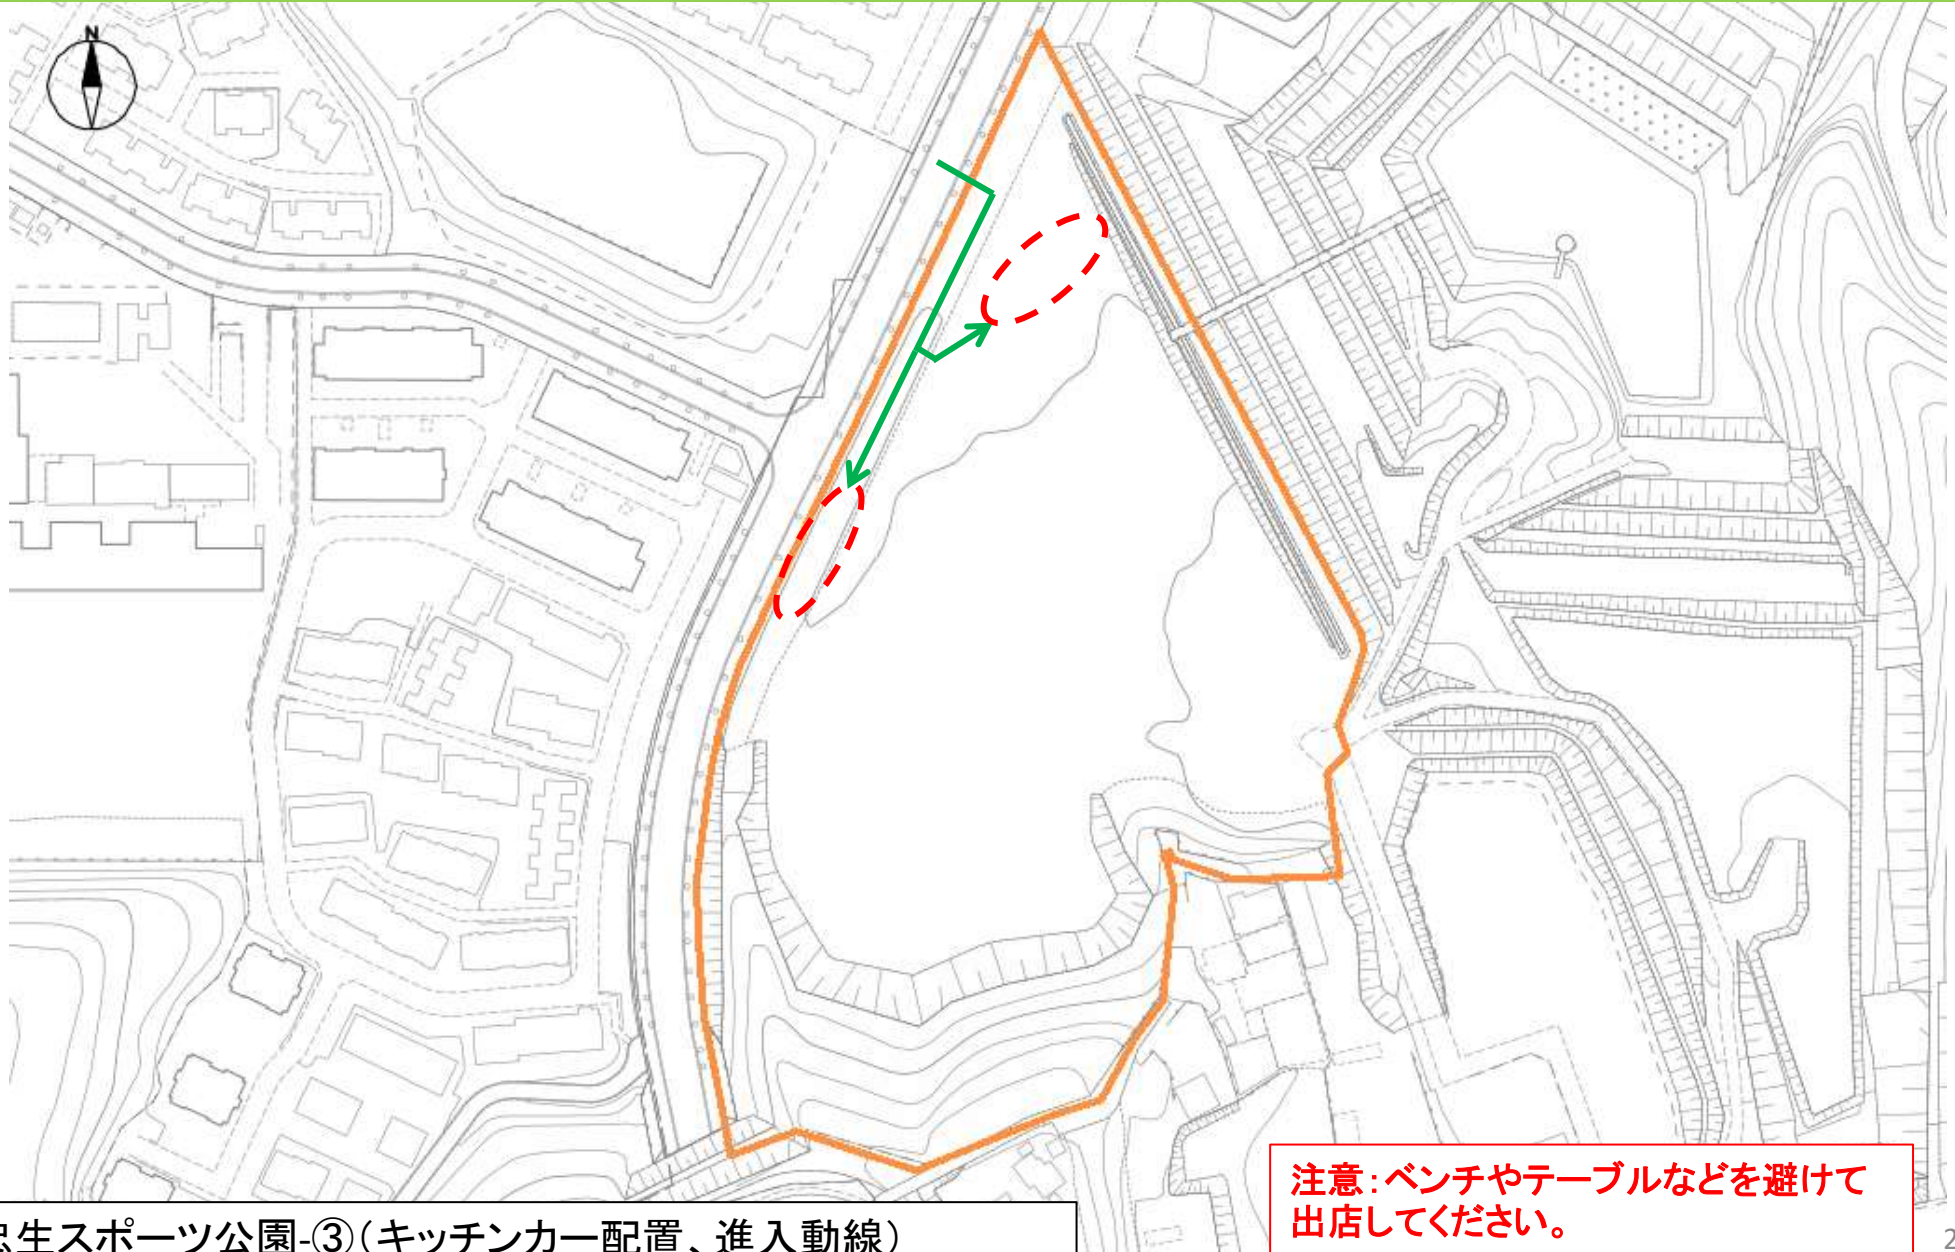 N
注意：ベンチやテーブルなどを避けて
出店してください。
生スポーツ公園-③（キッチンカー配置、進入動線）
2